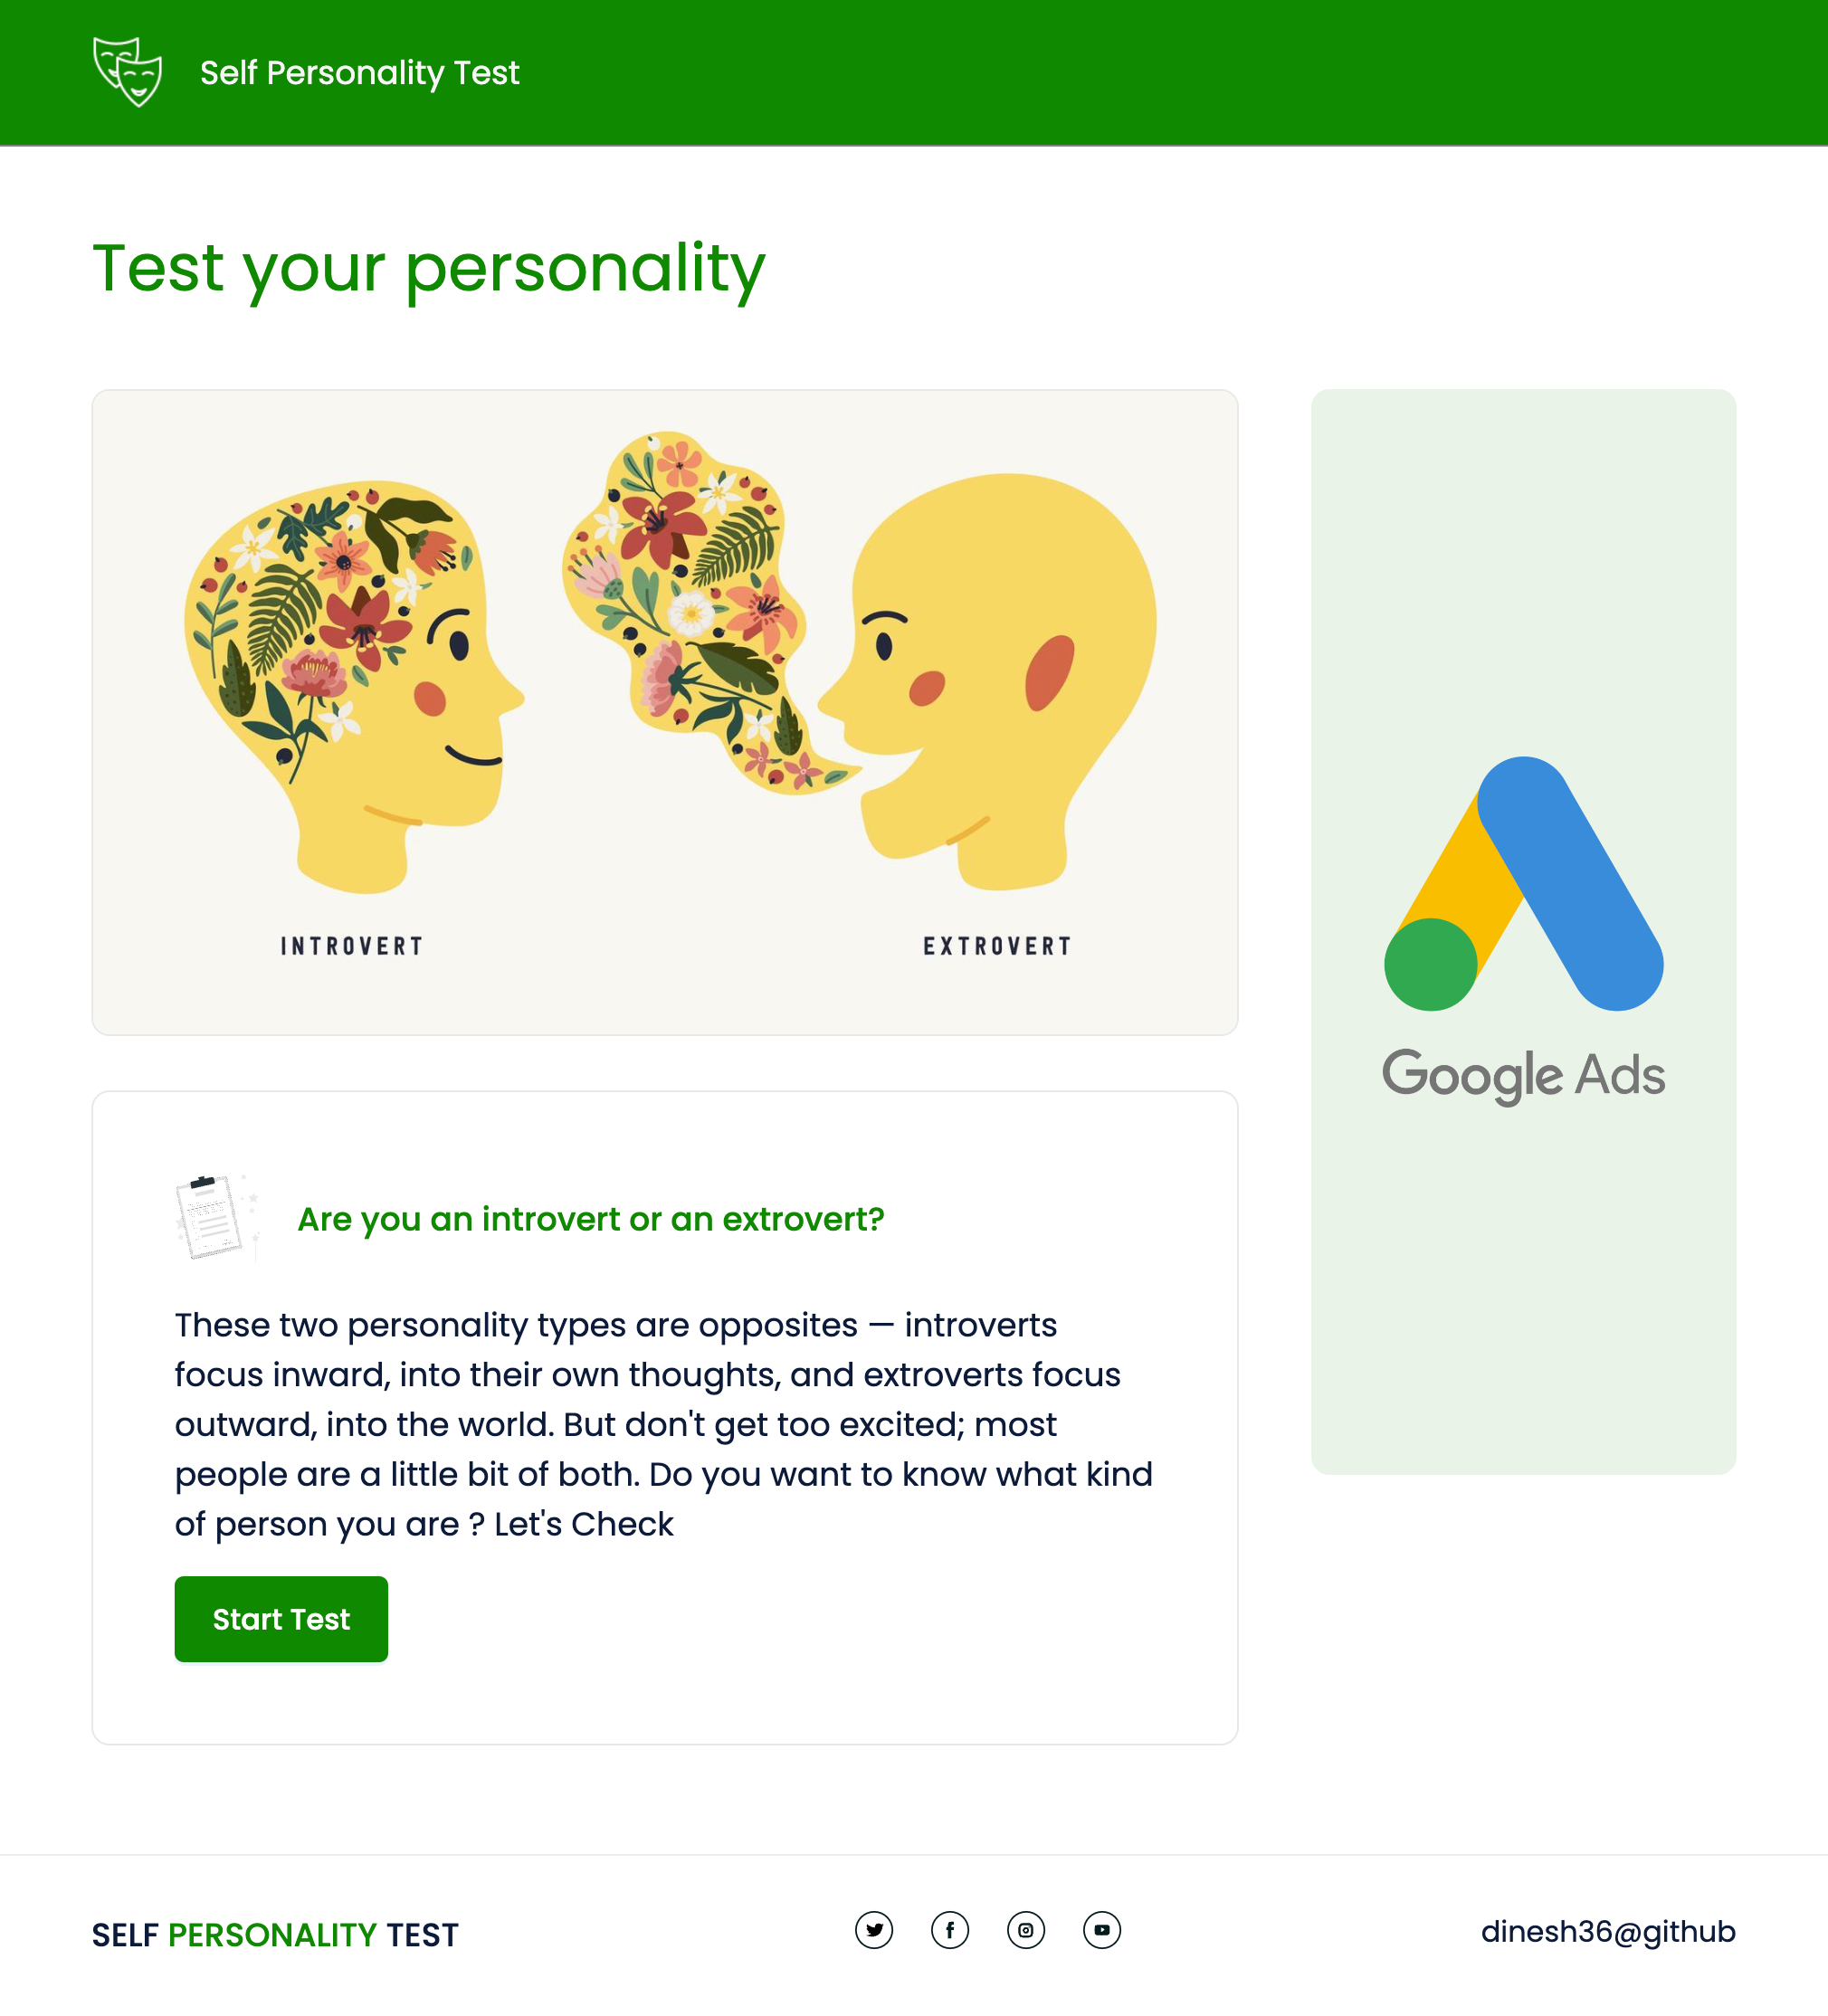 Self Personality Test
Test your personality
INTROVERT
EXTROVERT
Google Ads
Are you an introvert or an extrovert?
These two personality types are opposites — introverts
focus inward, into their own thoughts, and extroverts focus
outward, into the world. But don't get too excited; most
people are a little bit of both. Do you want to know what kind
of person you are ? Let's Check
Start Test
SELF PERSONALITY TEST
dinesh36@github